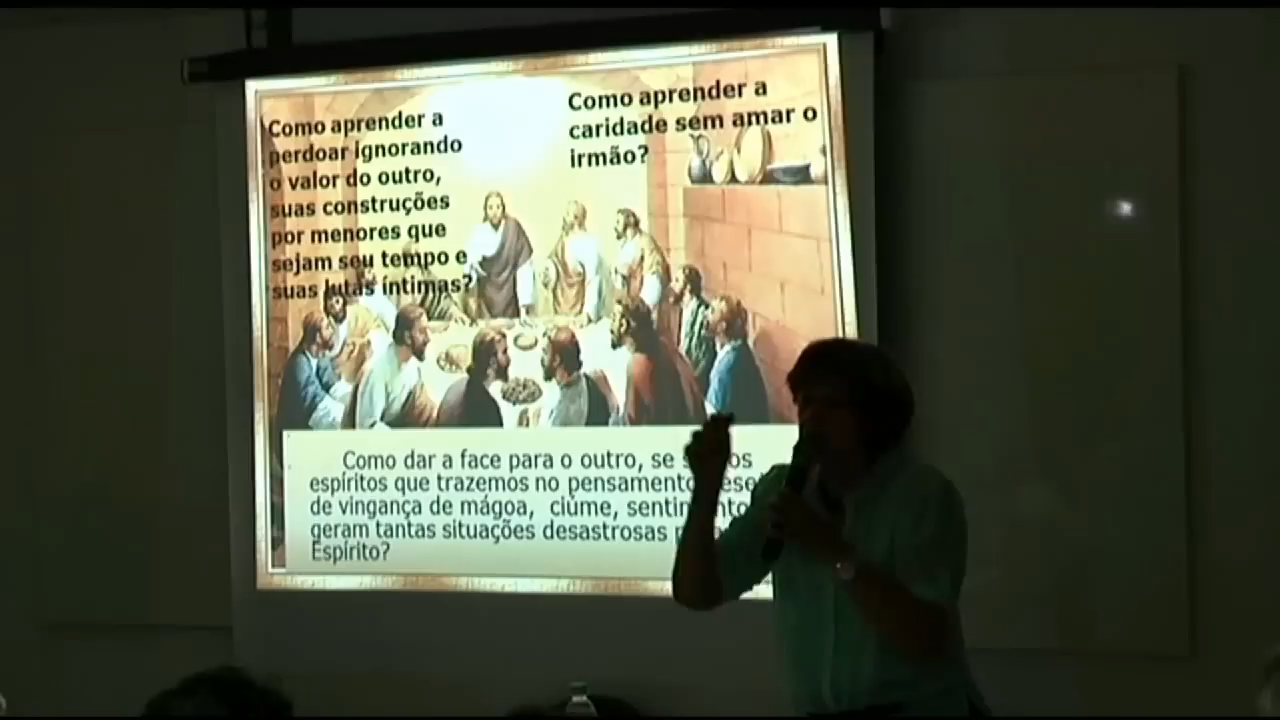 Como aprender a
perdoar ignorando
o valor do outro,
suas construções
por menores que
sejam seu tempo e
suas lutas íntimas?
Como aprender a
caridade sem amar o
irmão?
Como dar a face para o outro, se
espíritos que trazemos no pensamento
de vingança de mágoa, ciúme,
geram tantas situações desastrosas
Espírito?